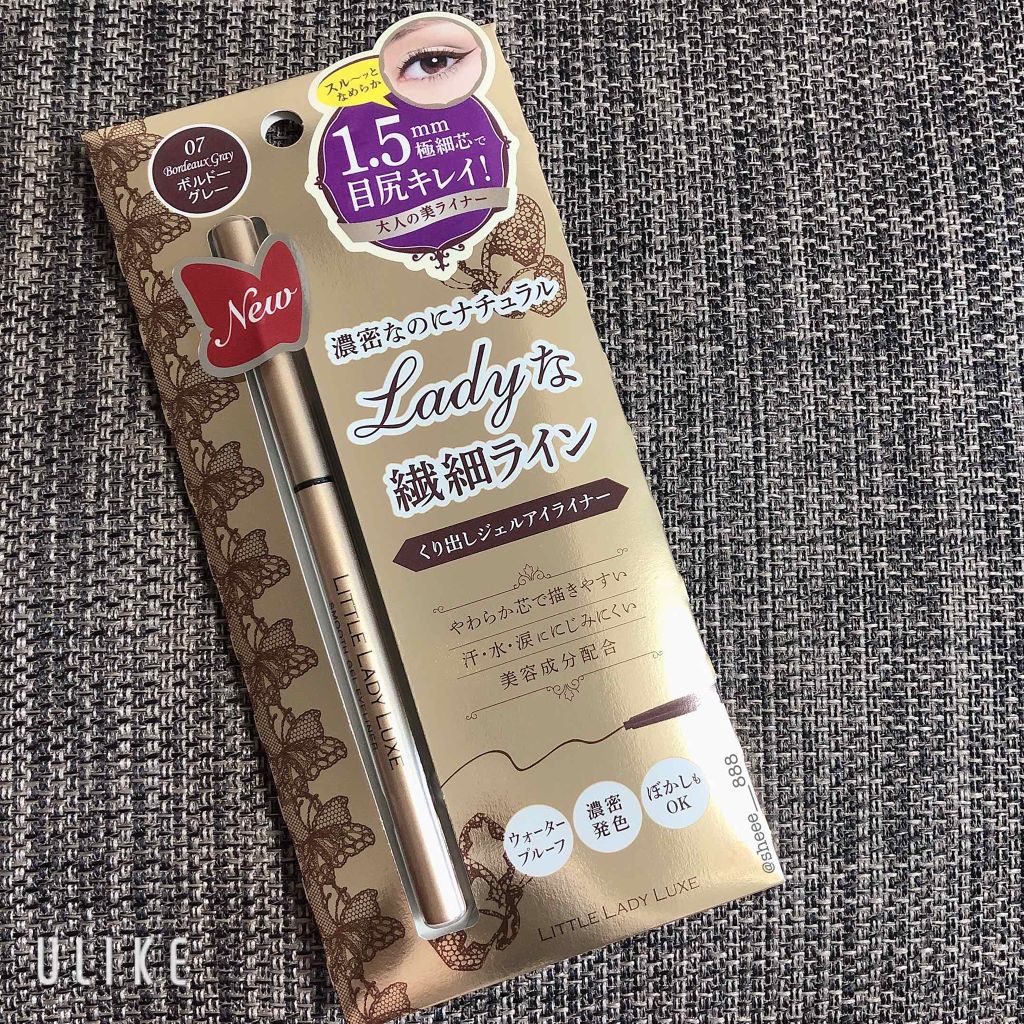 スル〜ッと
なめらか
1.5mm
極細芯で
目尻キレイ!
大人の美ライナー
07
Bordeaux Gray
ボルドー
グレー
New
濃密なのにナチュラル
Ladyな
繊細ライン
くり出しジェルアイライナー
やわらか芯で描きやすい
汗・水・涙ににじみにくい
美容成分配合
LITTLE LADY LUXE
SMOOTH GEL EYELINER
ウォーター
プルーフ
濃密
発色
ぼかしも
OK
LITTLE LADY LUXE
@sheee__888
ULIKE